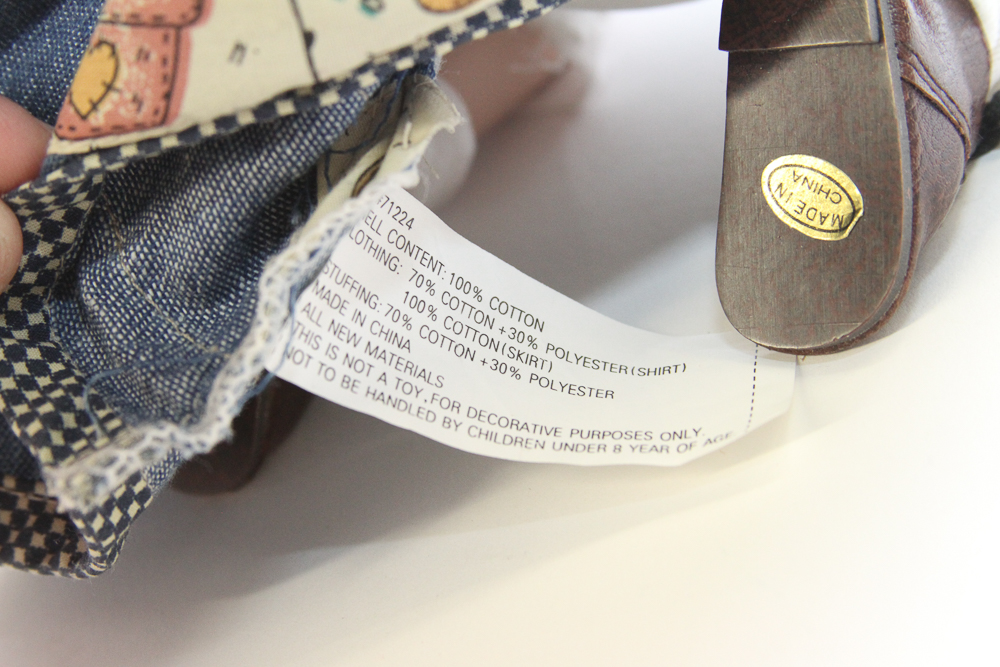 71224
ELL CONTENT: 100% COTTON
LOTHING: 70% COTTON +30% POLYESTER(SHIRT)
100% COTTON(SKIRT)
STUFFING: 70% COTTON +30% POLYESTER
MADE IN CHINA
ALL NEW MATERIALS
THIS IS NOT A TOY, FOR DECORATIVE PURPOSES ONLY.
NOT TO BE HANDLED BY CHILDREN UNDER 8 YEAR OF AGE
MADE IN
CHINA